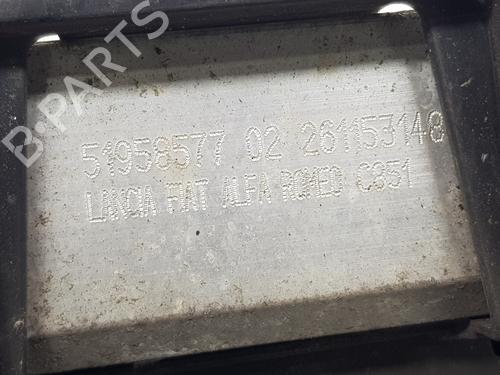 B-PARTS
51958577 02 261153148
LANCIA FIAT ALFA ROMEO C351